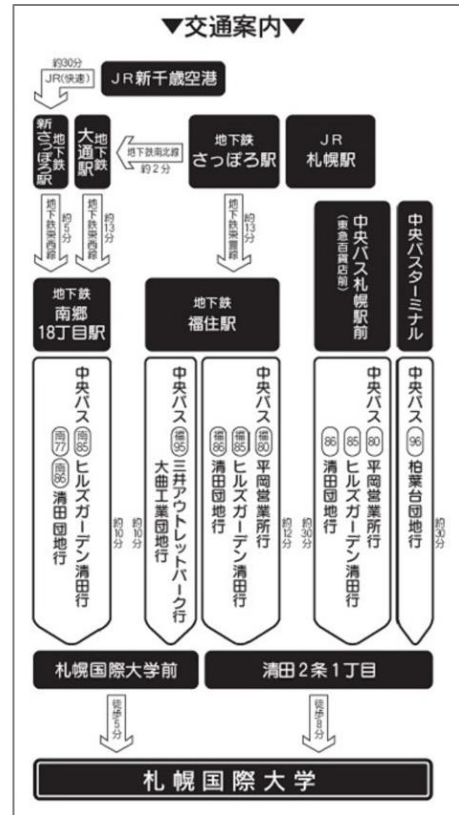 ▼交通案内▼
約30分
JR(快速)
JR新千歳空港
地下鉄
新さっぽろ駅
地下鉄
大通駅
地下鉄南北線
約2分
地下鉄
さっぽろ駅
JR
札幌駅
約5分
地下鉄東西線
約13分
地下鉄東西線
約13分
地下鉄東豊線
中央バス札幌駅前
(東急百貨店前)
中央バスターミナル
地下鉄
南郷
18丁目駅
地下鉄
福住駅
中央バス
南85 ヒルズガーデン清田行
南77 南86 清田団地行
約10分
中央バス
福95 三井アウトレットパーク行
大曲工業団地行
約10分
中央バス
福80 平岡営業所行
福85 ヒルズガーデン清田行
福86 清田団地行
約12分
中央バス
80 平岡営業所行
85 ヒルズガーデン清田行
86 清田団地行
約30分
中央バス
96 柏葉台団地行
約30分
札幌国際大学前
清田2条1丁目
徒歩5分
徒歩8分
札幌国際大学